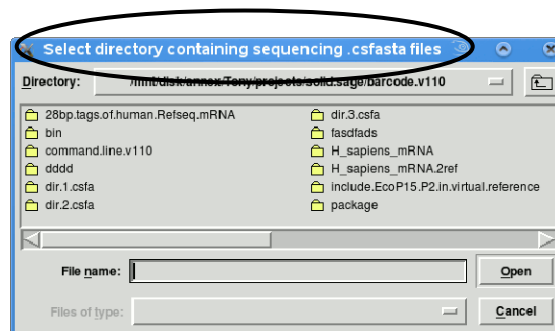 Select directory containing sequencing .csfasta files
Directory: /mnt/disk/annex/Tony/projects/solid.sage/barcode.v110
28bp.tags.of.human.Refseq.mRNA
bin
command.line.v110
dddd
dir.1.csfa
dir.2.csfa
dir.3.csfa
fasdfads
H_sapiens_mRNA
H_sapiens_mRNA.2ref
include.EcoP15.P2.in.virtual.reference
package
File name:
Open
Files of type:
Cancel